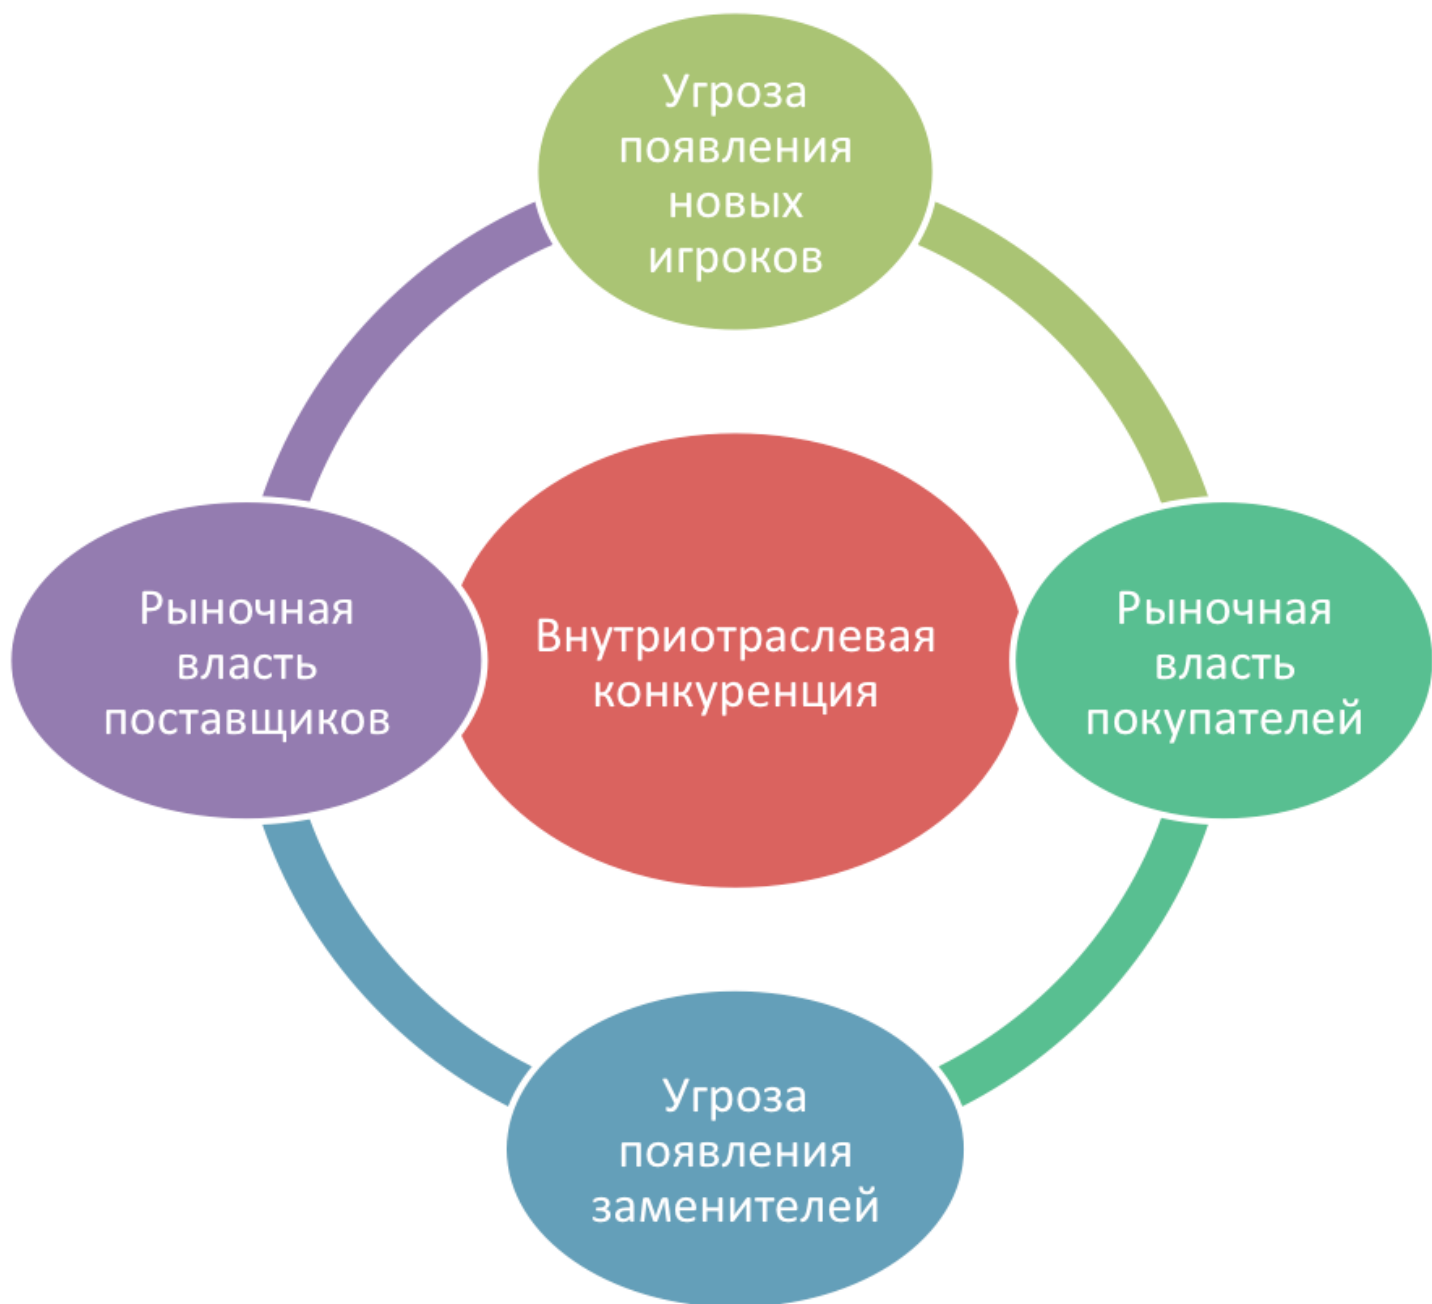 Угроза
появления
новых
игроков
Рыночная
власть
поставщиков
Внутриотраслевая
конкуренция
Рыночная
власть
покупателей
Угроза
появления
заменителей